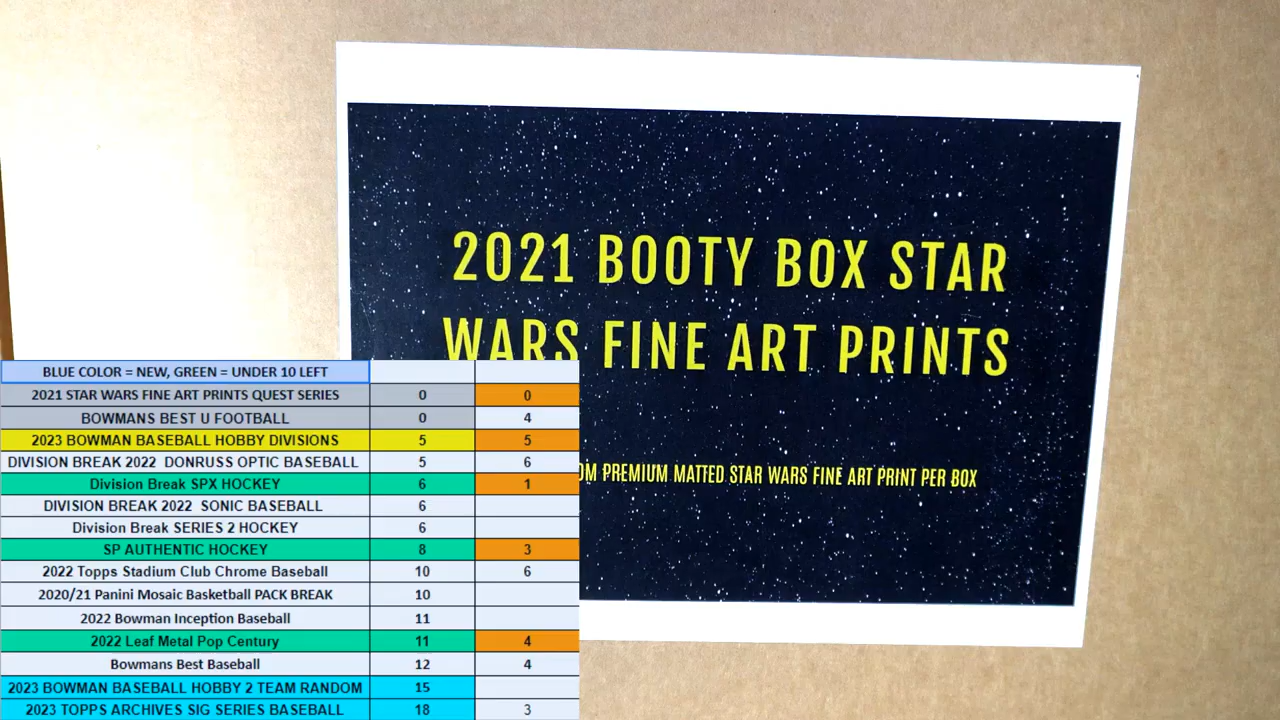 2021 BOOTY BOX STAR
WARS FINE ART PRINTS
PREMIUM MATTED STAR WARS FINE ART PRINT PER BOX
BLUE COLOR = NEW, GREEN = UNDER 10 LEFT
2021 STAR WARS FINE ART PRINTS QUEST SERIES 0 0
BOWMANS BEST U FOOTBALL 0 4
2023 BOWMAN BASEBALL HOBBY DIVISIONS 5 5
DIVISION BREAK 2022 DONRUSS OPTIC BASEBALL 5 6
Division Break SPX HOCKEY 6 1
DIVISION BREAK 2022 SONIC BASEBALL 6
Division Break SERIES 2 HOCKEY 6
SP AUTHENTIC HOCKEY 8 3
2022 Topps Stadium Club Chrome Baseball 10 6
2020/21 Panini Mosaic Basketball PACK BREAK 10
2022 Bowman Inception Baseball 11
2022 Leaf Metal Pop Century 11 4
Bowmans Best Baseball 12 4
2023 BOWMAN BASEBALL HOBBY 2 TEAM RANDOM 15
2023 TOPPS ARCHIVES SIG SERIES BASEBALL 18 3